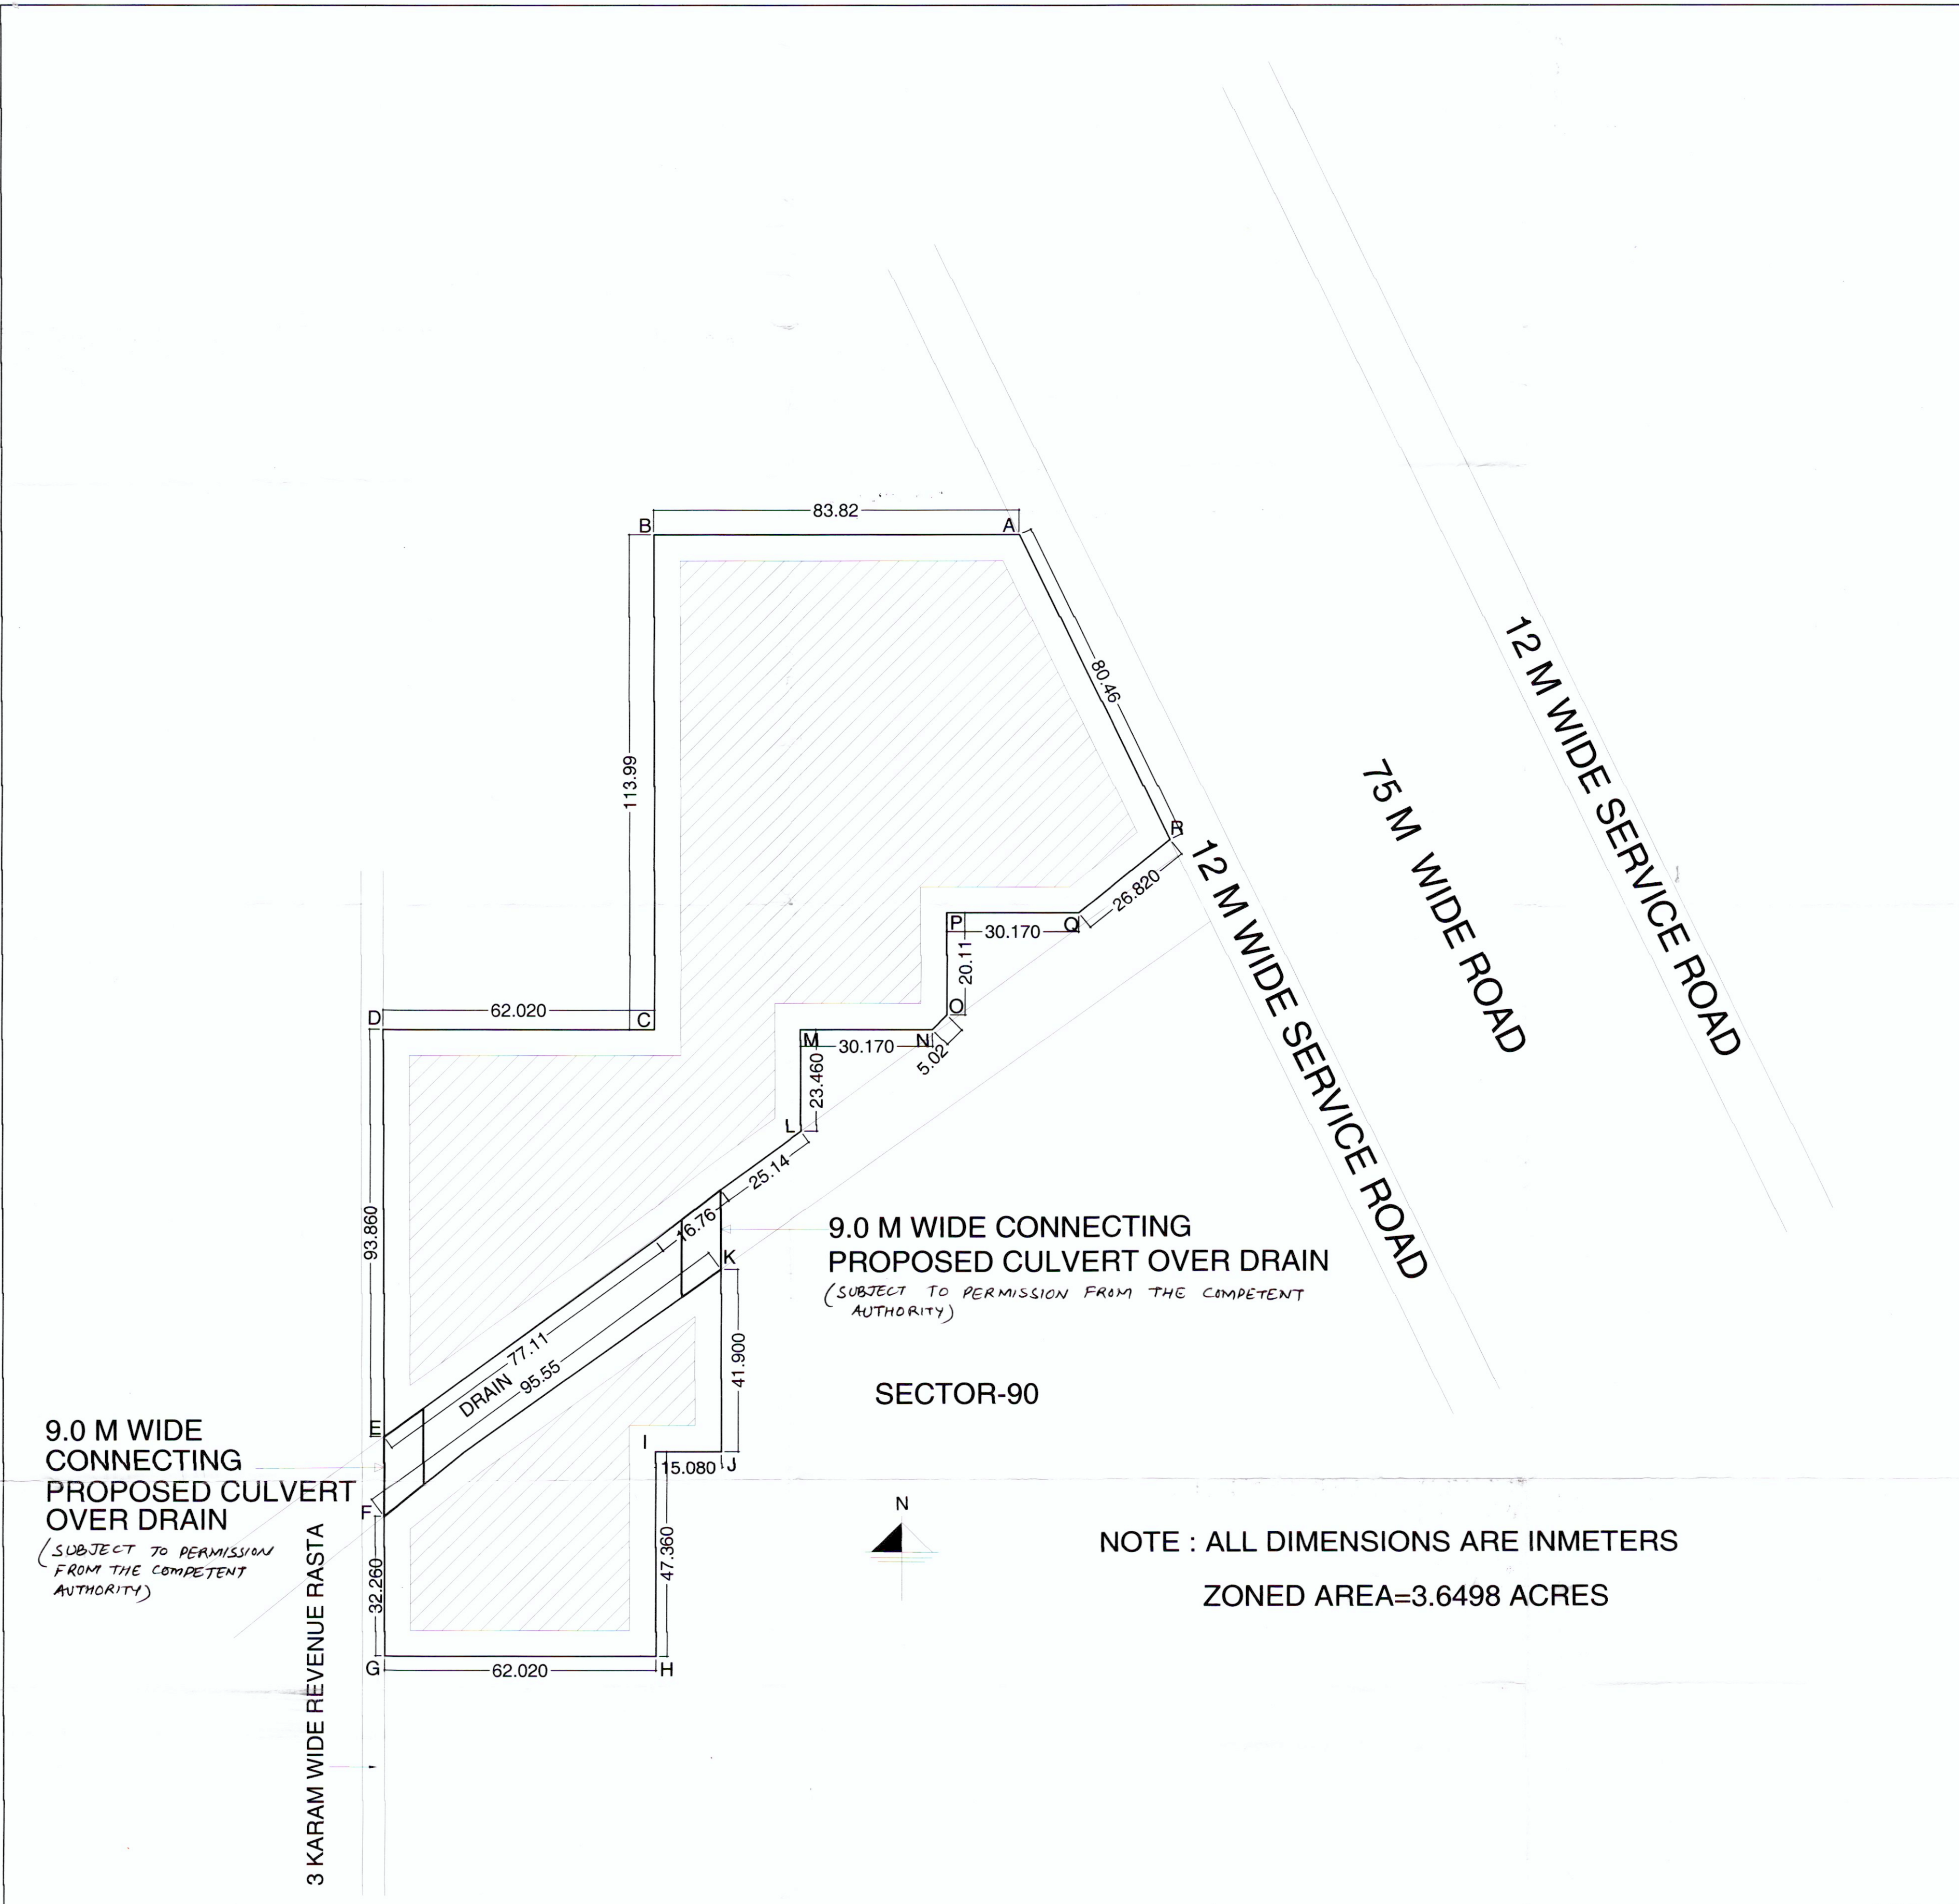 83.82
B
A
80.46
113.99
R
12 M WIDE SERVICE ROAD
75 M WIDE ROAD
12 M WIDE SERVICE ROAD
26.820
P
Q
30.170
20.11
O
D
62.020
C
M
30.170
N
5.02
23.460
L
25.14
93.860
16.76
K
9.0 M WIDE CONNECTING
PROPOSED CULVERT OVER DRAIN
(SUBJECT TO PERMISSION FROM THE COMPETENT
AUTHORITY)
77.11
95.55
DRAIN
41.900
SECTOR-90
E
9.0 M WIDE
CONNECTING
PROPOSED CULVERT
OVER DRAIN
(SUBJECT TO PERMISSION
FROM THE COMPETENT
AUTHORITY)
I
15.080
J
F
32.260
47.360
N
NOTE : ALL DIMENSIONS ARE INMETERS
ZONED AREA=3.6498 ACRES
G
62.020
H
3 KARAM WIDE REVENUE RASTA